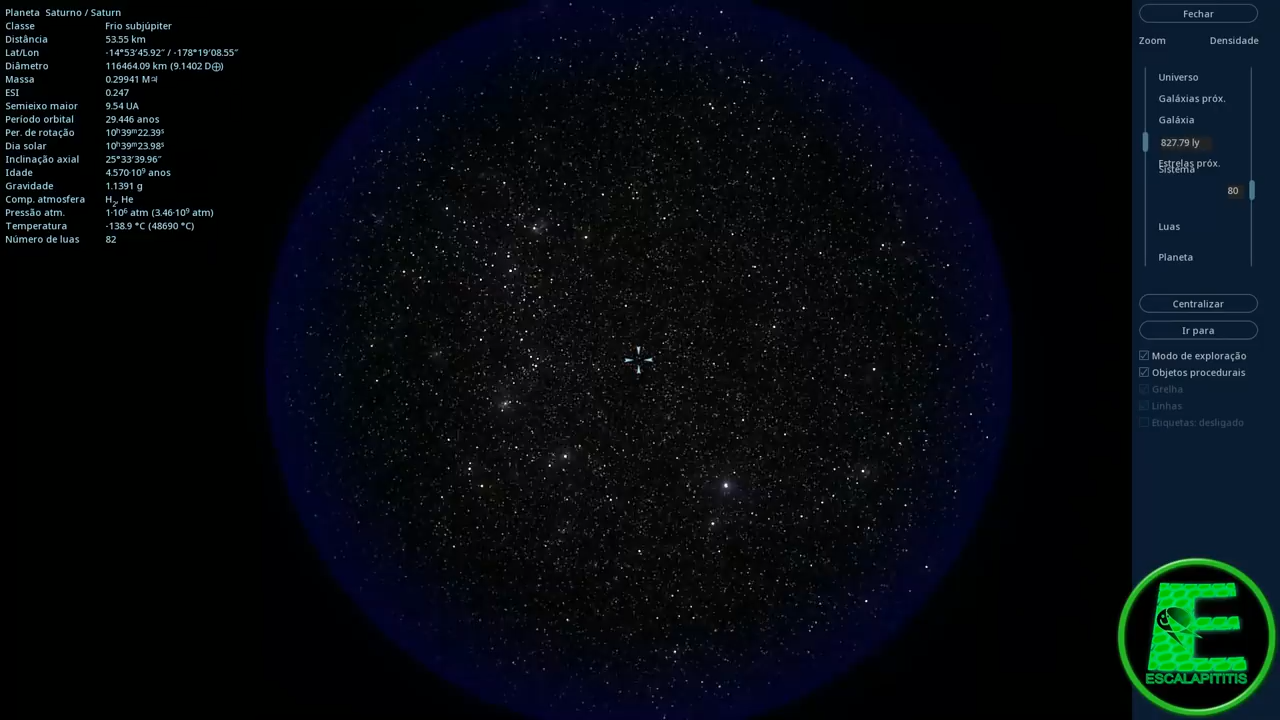 Planeta Saturno / Saturn
Classe Frio subjúpiter
Distância 53.55 km
Lat/Lon -14°53′45.92″ / -178°19′08.55″
Diâmetro 116464.09 km (9.1402 D⊕)
Massa 0.29941 M♃
ESI 0.247
Semieixo maior 9.54 UA
Período orbital 29.446 anos
Per. de rotação 10ʰ39ᵐ22.39ˢ
Dia solar 10ʰ39ᵐ23.98ˢ
Inclinação axial 25°33′39.96″
Idade 4.570·10⁹ anos
Gravidade 1.1391 g
Comp. atmosfera H₂, He
Pressão atm. 1·10⁶ atm (3.46·10⁹ atm)
Temperatura -138.9 °C (48690 °C)
Número de luas 82
Fechar
Zoom Densidade
Universo
Galáxias próx.
Galáxia
827.79 ly
Estrelas próx.
Sistema
80
Luas
Planeta
Centralizar
Ir para
Modo de exploração
Objetos procedurais
Grelha
Linhas
Etiquetas: desligado
E
ESCALAPITITIS